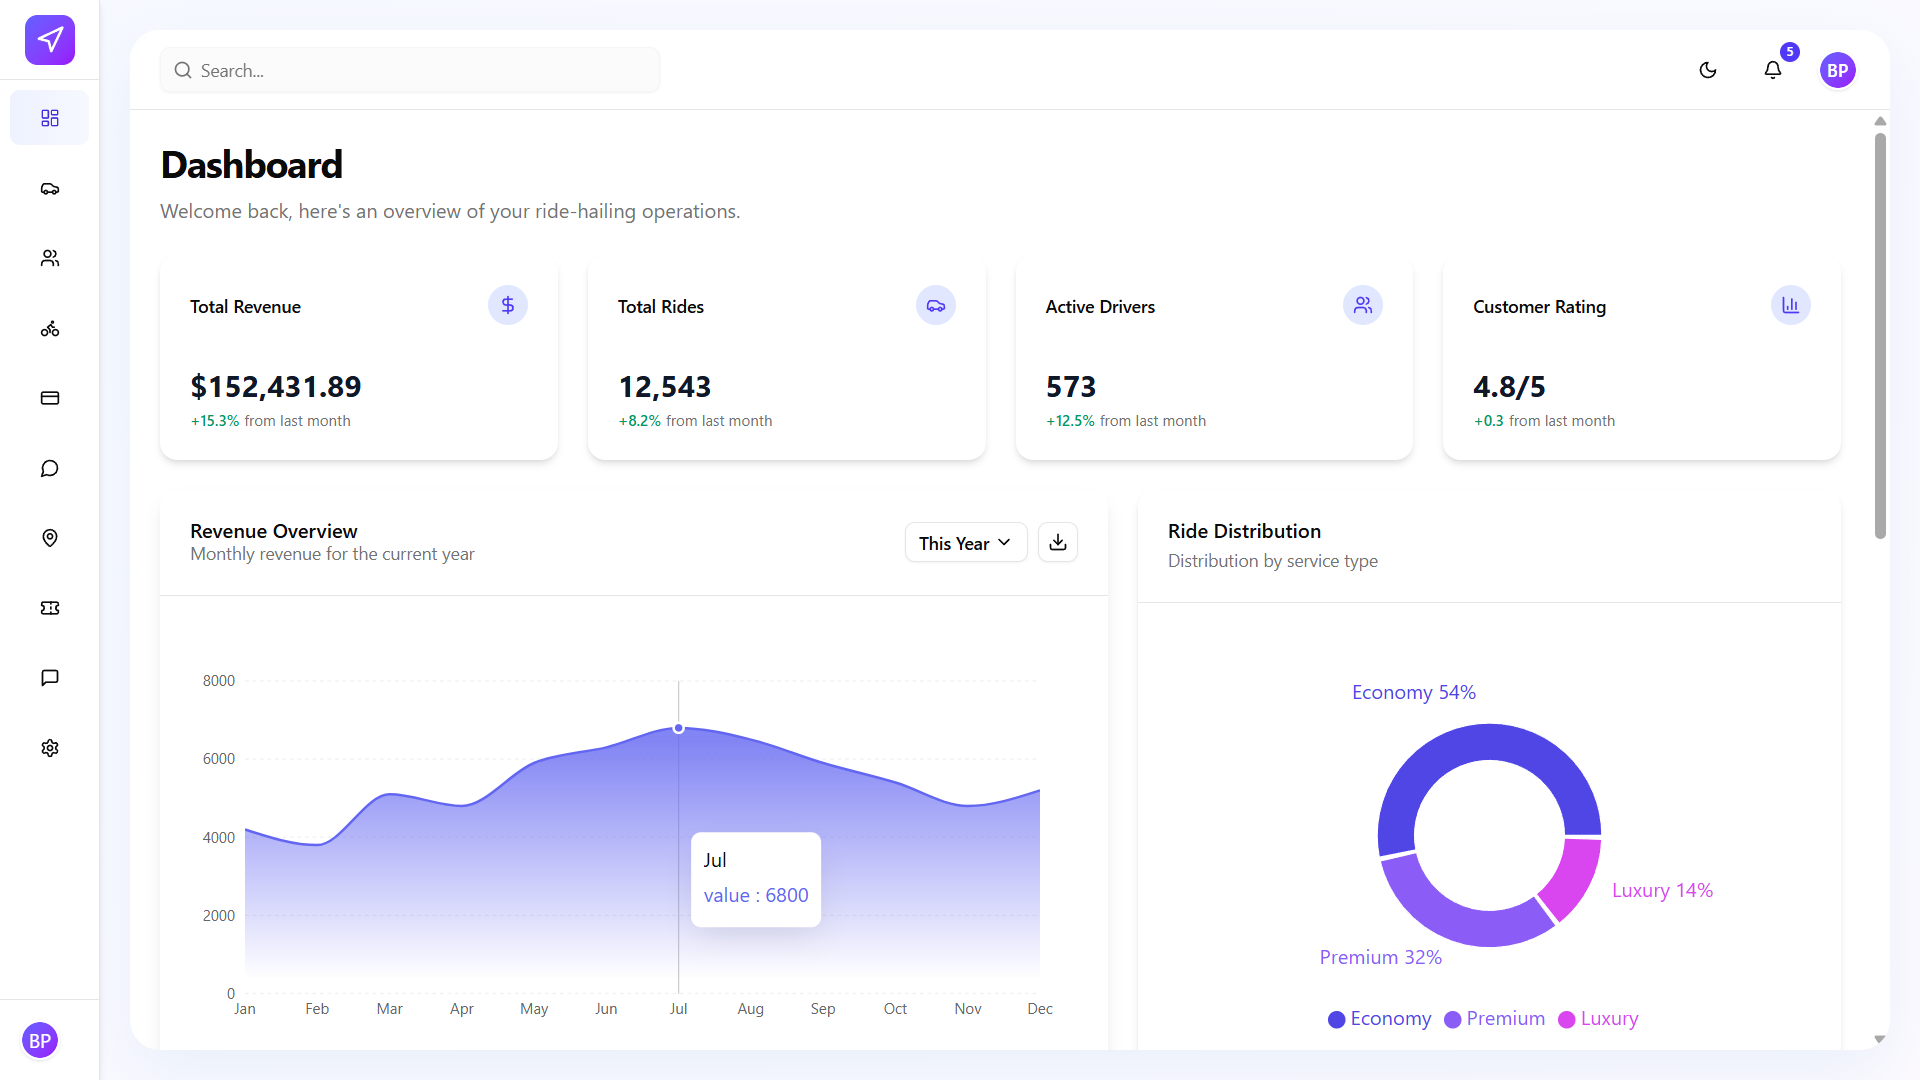 Search...
5
BP
Dashboard
Welcome back, here's an overview of your ride-hailing operations.
Total Revenue
$152,431.89
+15.3% from last month
Total Rides
12,543
+8.2% from last month
Active Drivers
573
+12.5% from last month
Customer Rating
4.8/5
+0.3 from last month
Revenue Overview
Monthly revenue for the current year
This Year
8000
6000
4000
2000
0
Jan Feb Mar Apr May Jun Jul Aug Sep Oct Nov Dec
Jul
value : 6800
Ride Distribution
Distribution by service type
Economy 54%
Luxury 14%
Premium 32%
Economy Premium Luxury
BP